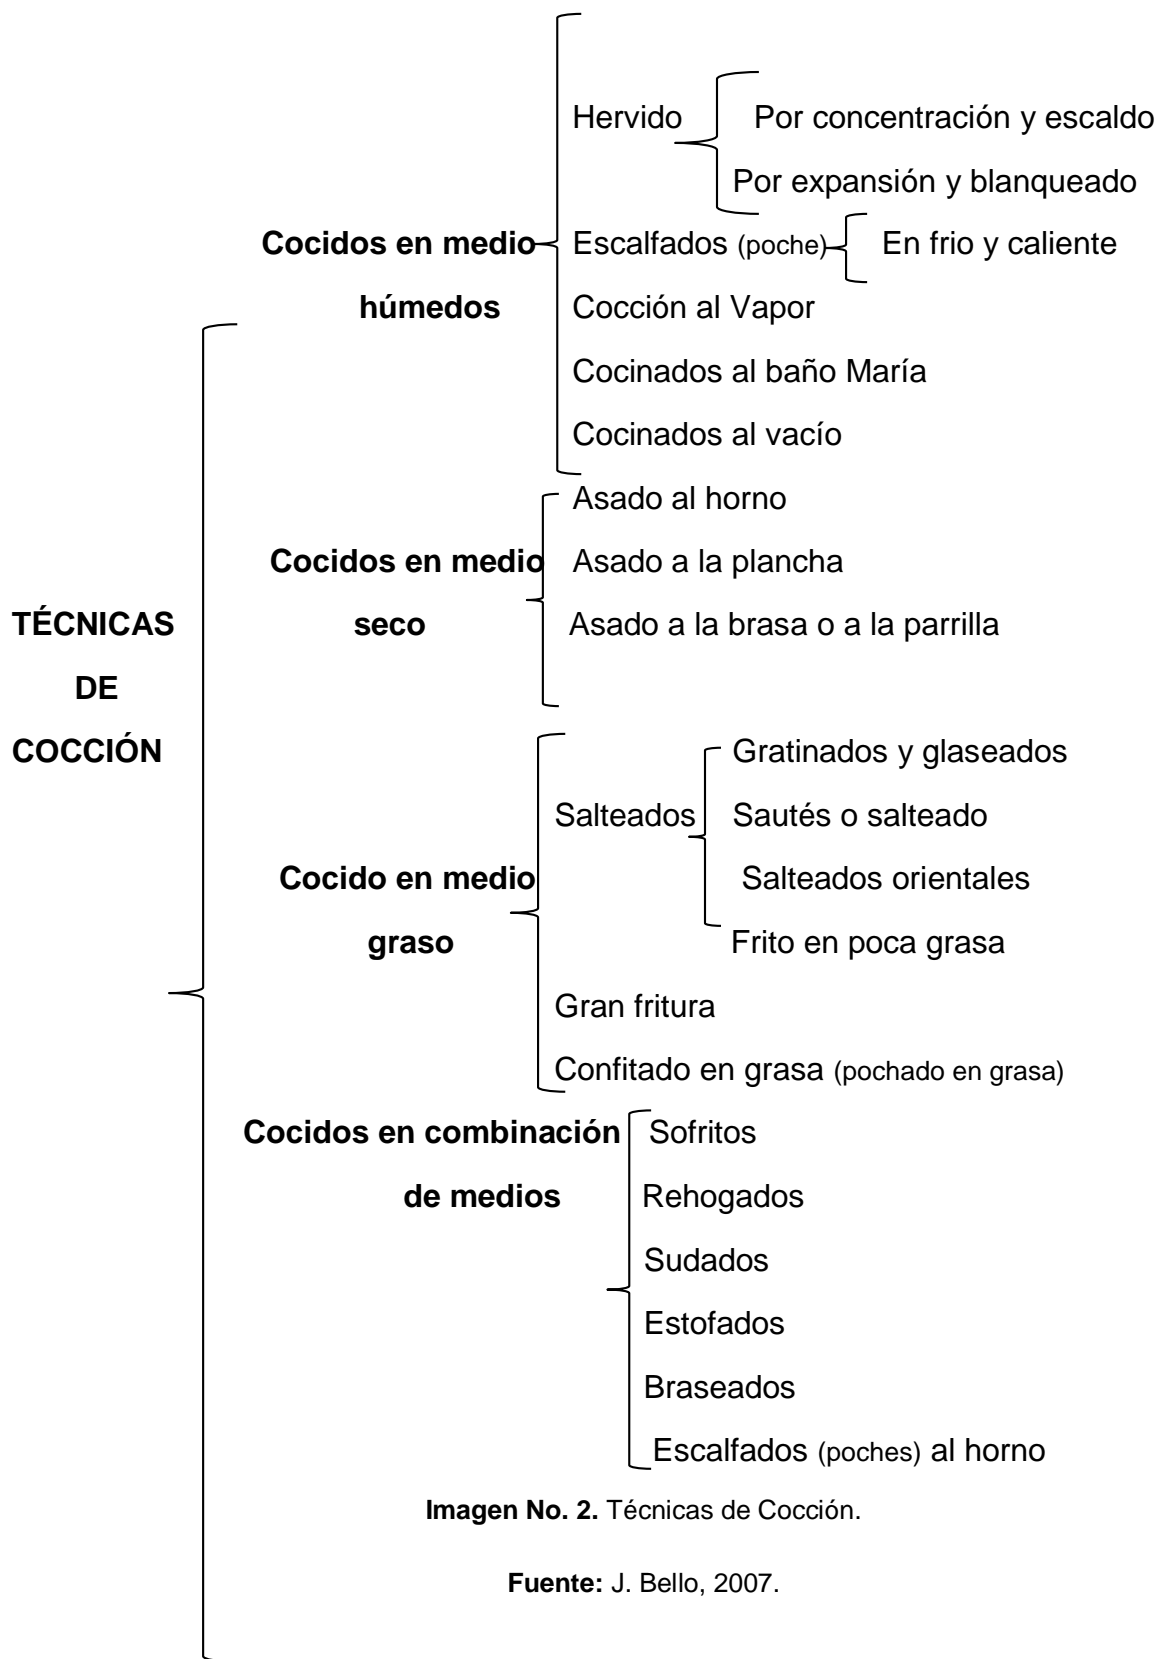 Hervido
Por concentración y escaldo
Por expansión y blanqueado
Cocidos en medio
húmedos
Escalfados (poche)
En frio y caliente
Cocción al Vapor
Cocinados al baño María
Cocinados al vacío
Asado al horno
Cocidos en medio
seco
Asado a la plancha
Asado a la brasa o a la parrilla
TÉCNICAS
DE
COCCIÓN
Gratinados y glaseados
Salteados
Sautés o salteado
Cocido en medio
graso
Salteados orientales
Frito en poca grasa
Gran fritura
Confitado en grasa (pochado en grasa)
Cocidos en combinación
de medios
Sofritos
Rehogados
Sudados
Estofados
Braseados
Escalfados (poches) al horno
Imagen No. 2. Técnicas de Cocción.
Fuente: J. Bello, 2007.